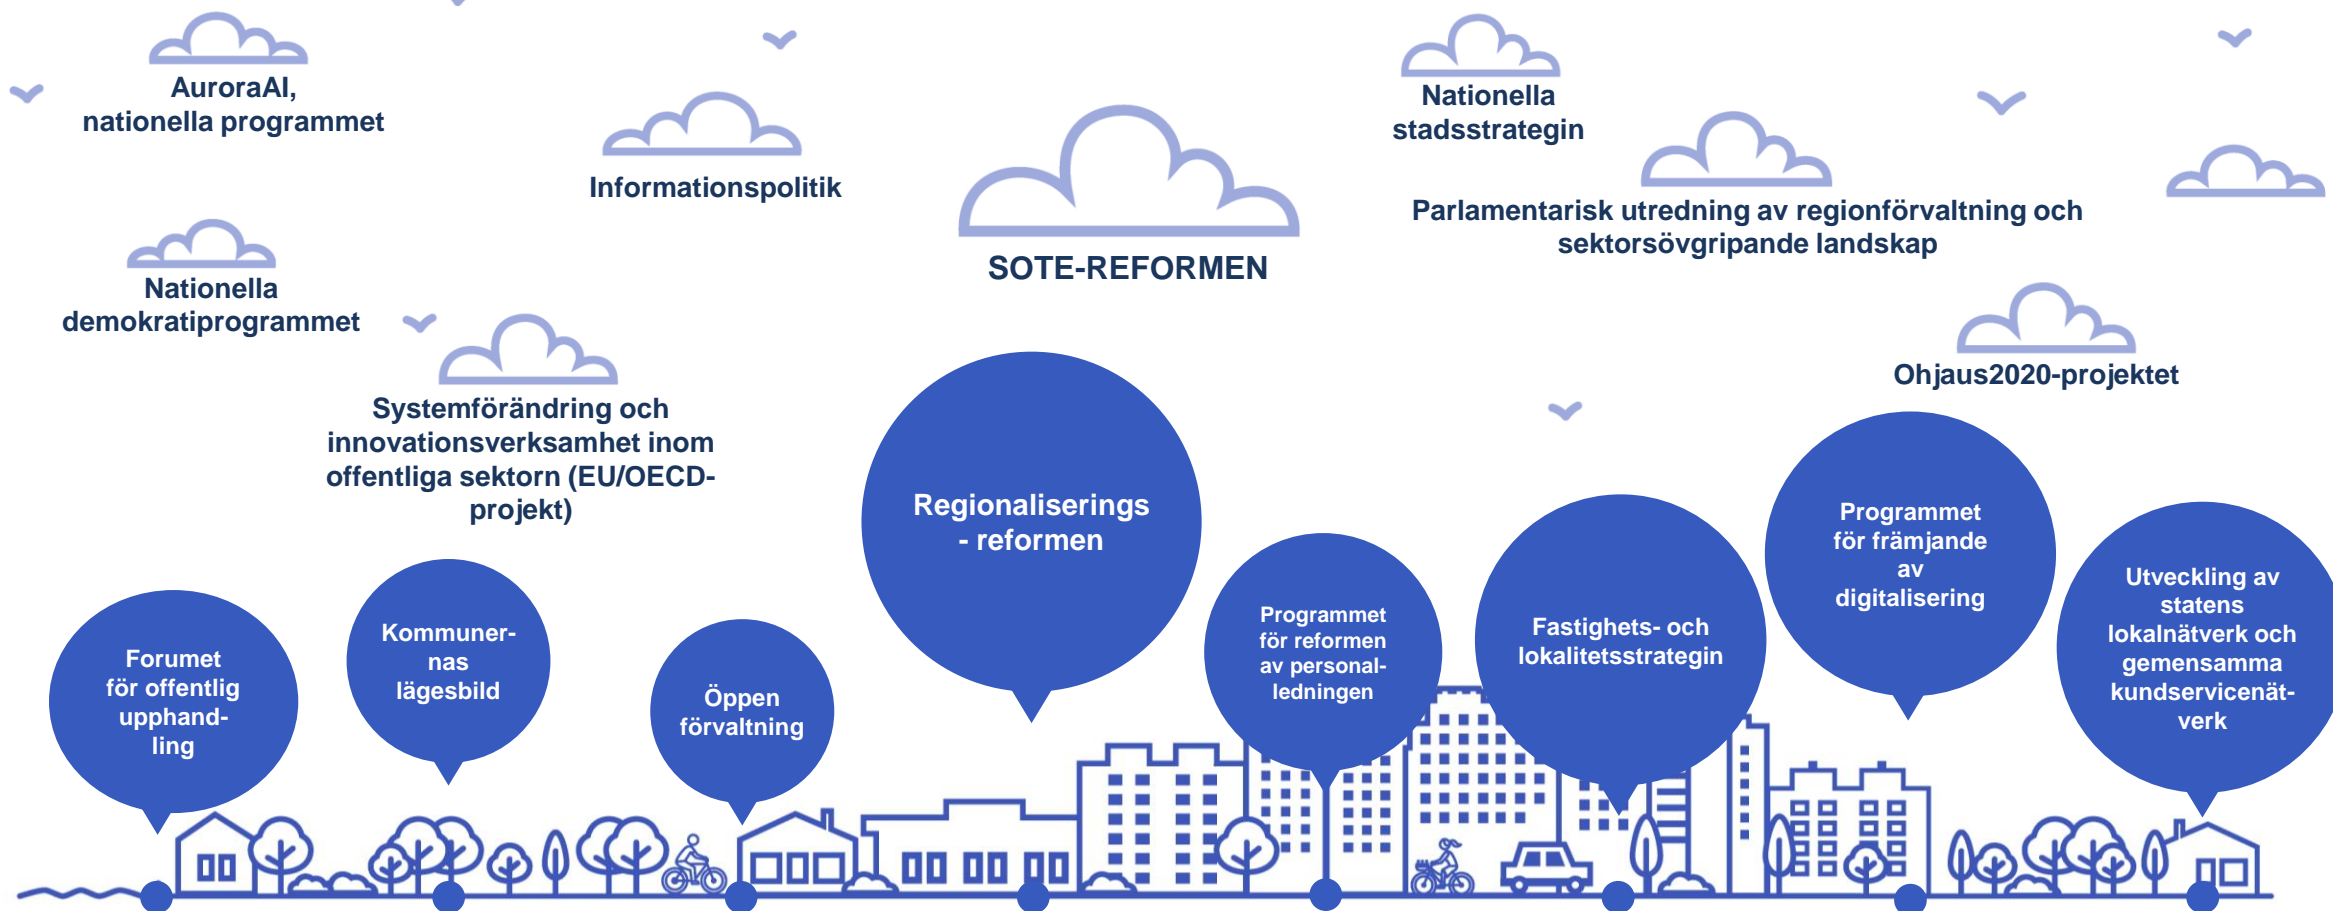 AuroraAI,
nationella programmet
Informationspolitik
Nationella
stadsstrategin
Parlamentarisk utredning av regionförvaltning och
sektorsövgripande landskap
SOTE-REFORMEN
Nationella
demokratiprogrammet
Ohjaus2020-projektet
Systemförändring och
innovationsverksamhet inom
offentliga sektorn (EU/OECD-
projekt)
Forumet
för offentlig
upphand-
ling
Kommuner-
nas
lägesbild
Öppen
förvaltning
Regionaliserings
- reformen
Programmet
för reformen
av personal-
ledningen
Fastighets- och
lokalitetsstrategin
Programmet
för främjande
av
digitalisering
Utveckling av
statens
lokalnätverk och
gemensamma
kundservicenät-
verk